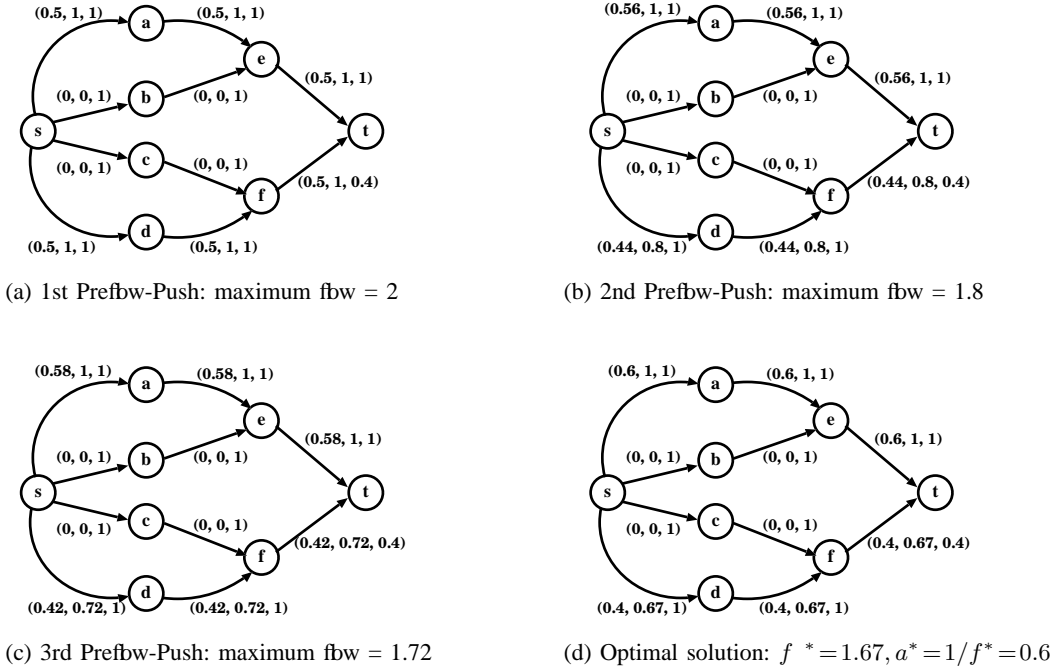 (0.5, 1, 1)
a
(0.5, 1, 1)
e
(0.5, 1, 1)
(0, 0, 1)
b
(0, 0, 1)
s
t
(0, 0, 1)
c
(0, 0, 1)
(0.5, 1, 0.4)
f
d
(0.5, 1, 1)
(0.5, 1, 1)
(a) 1st Preflow-Push: maximum flow = 2
(0.56, 1, 1)
a
(0.56, 1, 1)
e
(0.56, 1, 1)
(0, 0, 1)
b
(0, 0, 1)
s
t
(0, 0, 1)
c
(0, 0, 1)
(0.44, 0.8, 0.4)
f
d
(0.44, 0.8, 1)
(0.44, 0.8, 1)
(b) 2nd Preflow-Push: maximum flow = 1.8
(0.58, 1, 1)
a
(0.58, 1, 1)
e
(0.58, 1, 1)
(0, 0, 1)
b
(0, 0, 1)
s
t
(0, 0, 1)
c
(0, 0, 1)
(0.42, 0.72, 0.4)
f
d
(0.42, 0.72, 1)
(0.42, 0.72, 1)
(c) 3rd Preflow-Push: maximum flow = 1.72
(0.6, 1, 1)
a
(0.6, 1, 1)
e
(0.6, 1, 1)
(0, 0, 1)
b
(0, 0, 1)
s
t
(0, 0, 1)
c
(0, 0, 1)
(0.4, 0.67, 0.4)
f
d
(0.4, 0.67, 1)
(0.4, 0.67, 1)
(d) Optimal solution: f * = 1.67, a* = 1/f* = 0.6